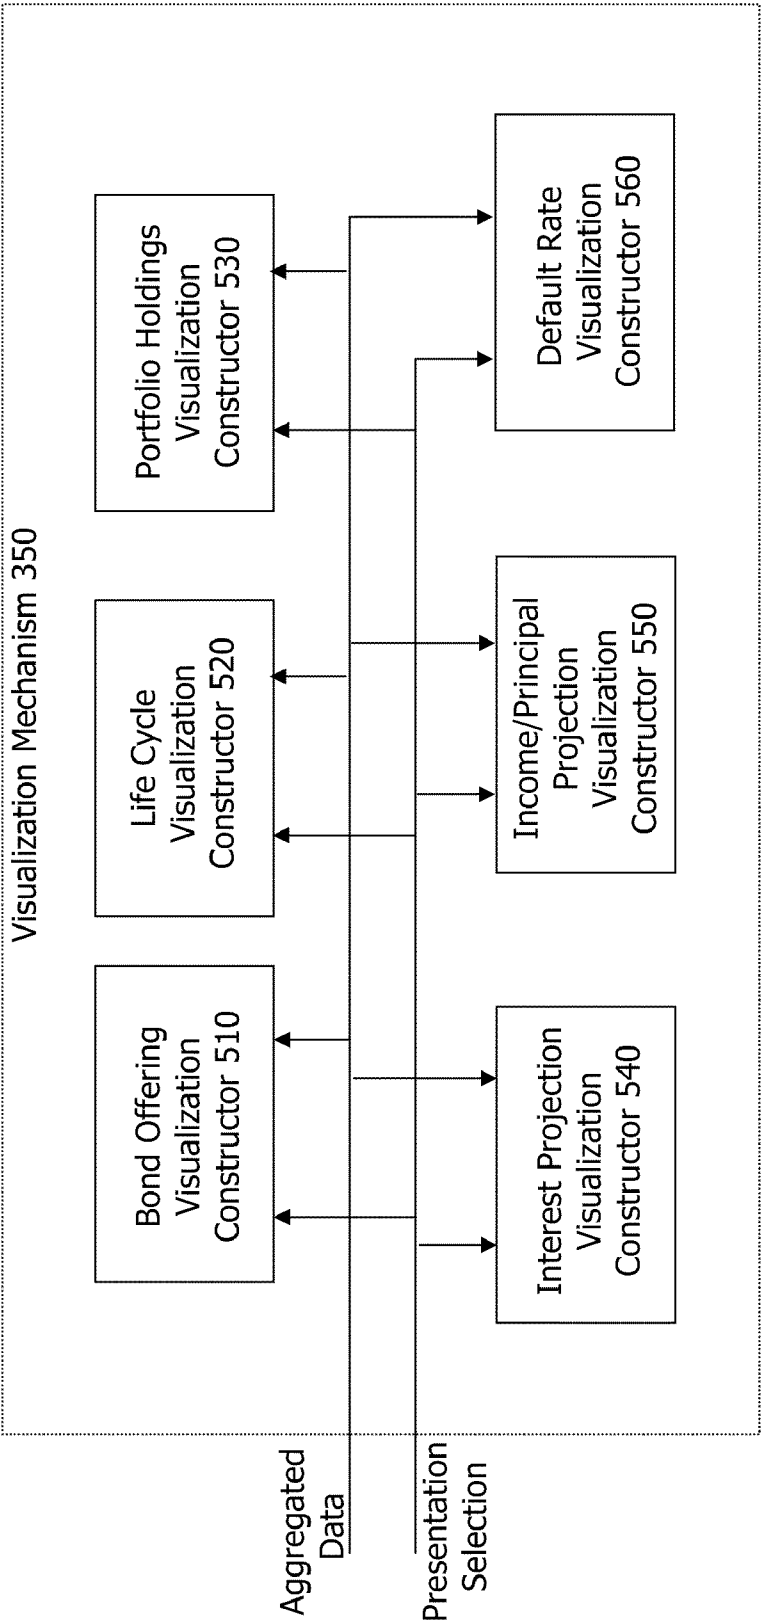 Visualization Mechanism 350
Bond Offering
Visualization
Constructor 510
Life Cycle
Visualization
Constructor 520
Portfolio Holdings
Visualization
Constructor 530
Aggregated
Data
Presentation
Selection
Interest Projection
Visualization
Constructor 540
Income/Principal
Projection
Visualization
Constructor 550
Default Rate
Visualization
Constructor 560